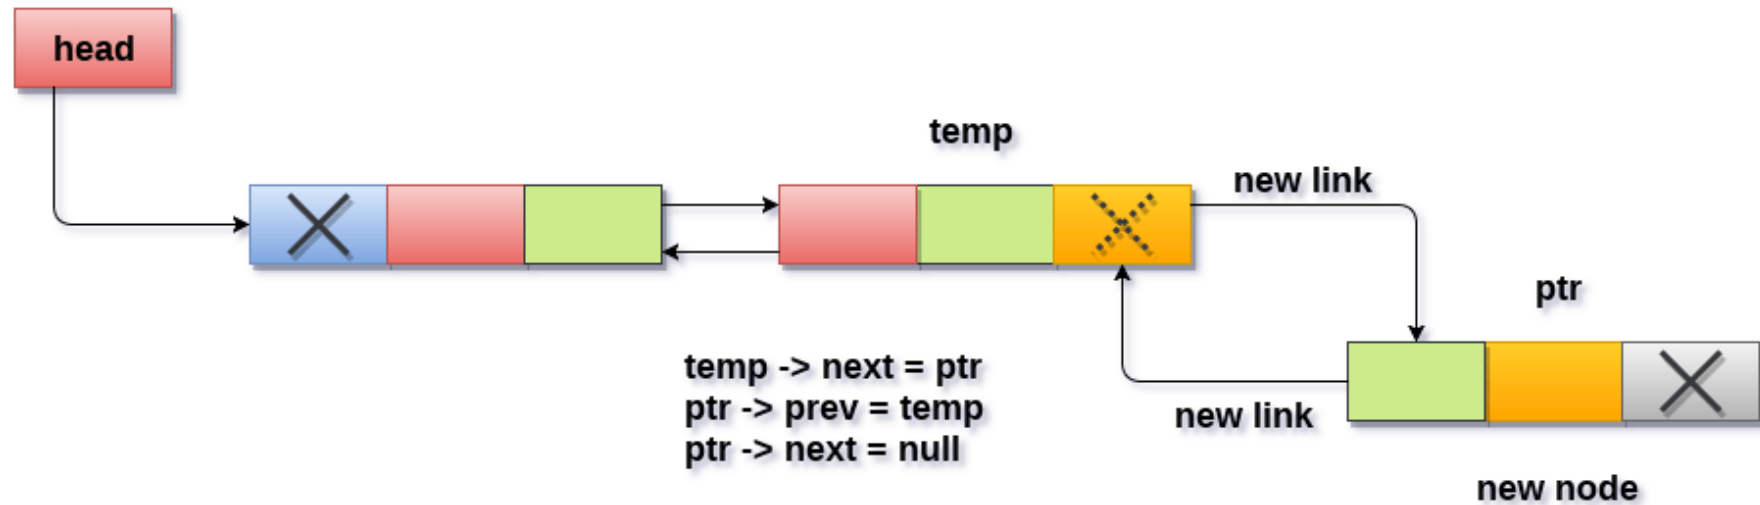 head
temp
new link
ptr
temp -> next = ptr
ptr -> prev = temp
ptr -> next = null
new link
new node